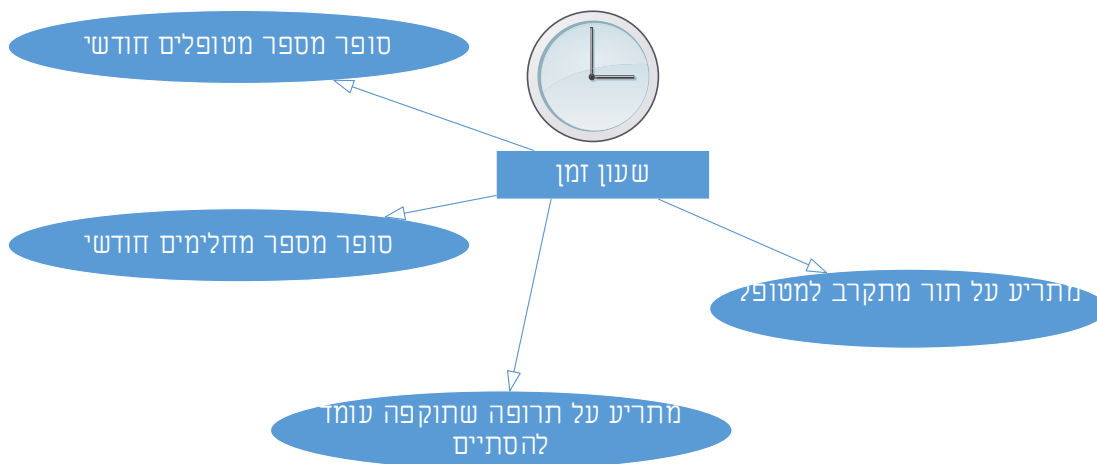 סופר מספר מטופלים חודשי
שעון זמן
סופר מספר מחלימים חודשי
מתריע על תור מתקרב למטופל
מתריע על תרופה שתוקפה עומד
להסתיים